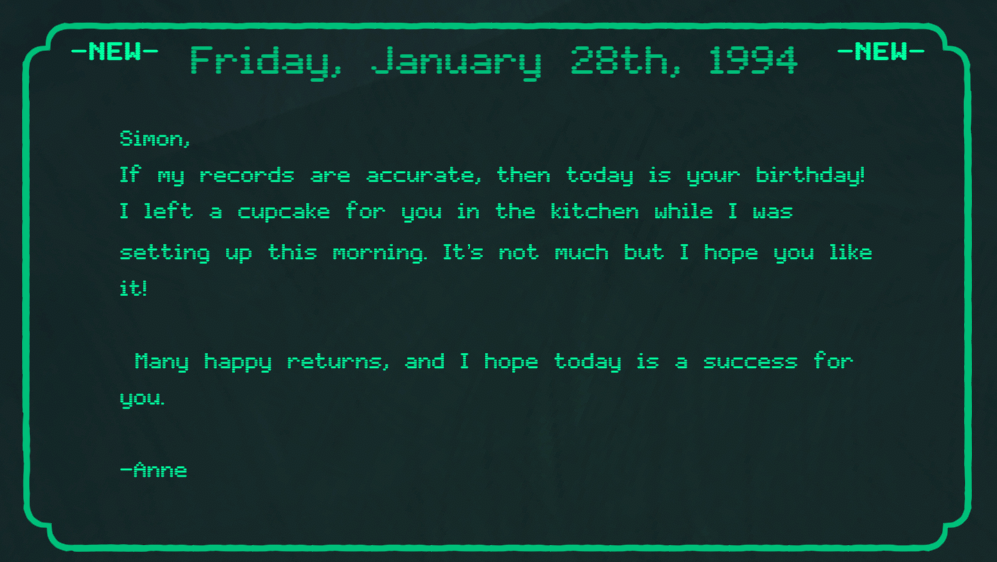 -NEW- Friday, January 28th, 1994 -NEW-
Simon,
If my records are accurate, then today is your birthday!
I left a cupcake for you in the kitchen while I was
setting up this morning. It's not much but I hope you like
it!
Many happy returns, and I hope today is a success for
you.
-Anne